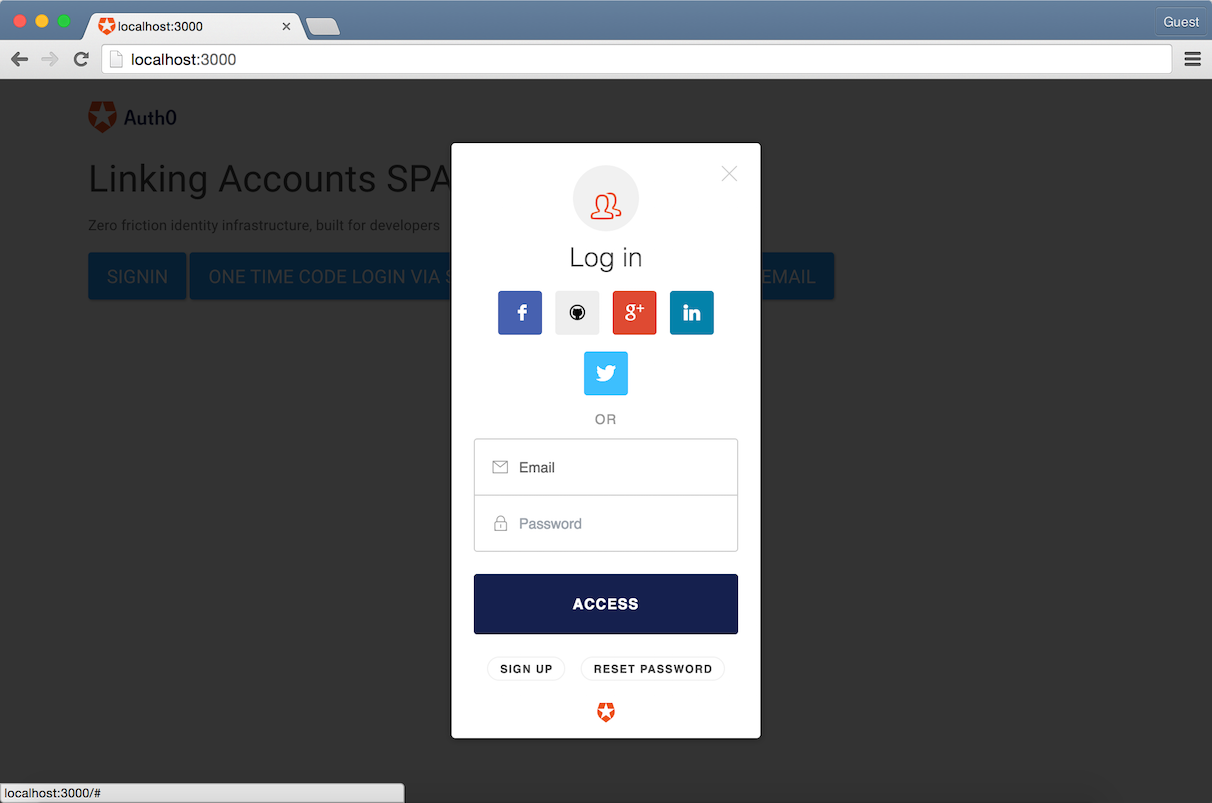 localhost:3000
Guest
localhost:3000
Auth0
Linking Accounts SPA
Zero friction identity infrastructure, built for developers
SIGNIN ONE TIME CODE LOGIN VIA S EMAIL
Log in
f g+ in
OR
Email
Password
ACCESS
SIGN UP RESET PASSWORD
localhost:3000/#